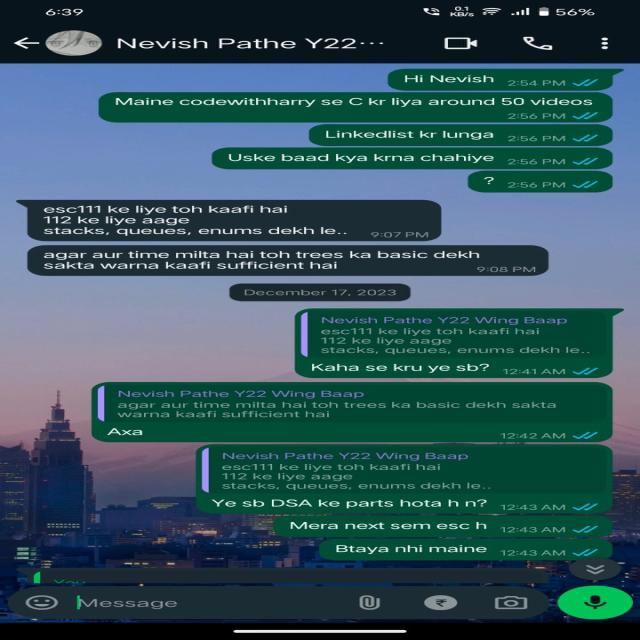 6:39
0.1 KB/s
56%
Nevish Pathe Y22...
Hi Nevish 2:54 PM
Maine codewithharry se C kr liya around 50 videos
2:56 PM
Linkedlist kr lunga 2:56 PM
Uske baad kya krna chahiye 2:56 PM
? 2:56 PM
esc111 ke liye toh kaafi hai
112 ke liye aage
stacks, queues, enums dekh le.. 9:07 PM
agar aur time milta hai toh trees ka basic dekh
sakta warna kaafi sufficient hai 9:08 PM
December 17, 2023
Nevish Pathe Y22 Wing Baap
esc111 ke liye toh kaafi hai
112 ke liye aage
stacks, queues, enums dekh le..
Kaha se kru ye sb? 12:41 AM
Nevish Pathe Y22 Wing Baap
agar aur time milta hai toh trees ka basic dekh sakta
warna kaafi sufficient hai
Axa 12:42 AM
Nevish Pathe Y22 Wing Baap
esc111 ke liye toh kaafi hai
112 ke liye aage
stacks, queues, enums dekh le..
Ye sb DSA ke parts hota h n? 12:43 AM
Mera next sem esc h 12:43 AM
Btaya nhi maine 12:43 AM
You
Message